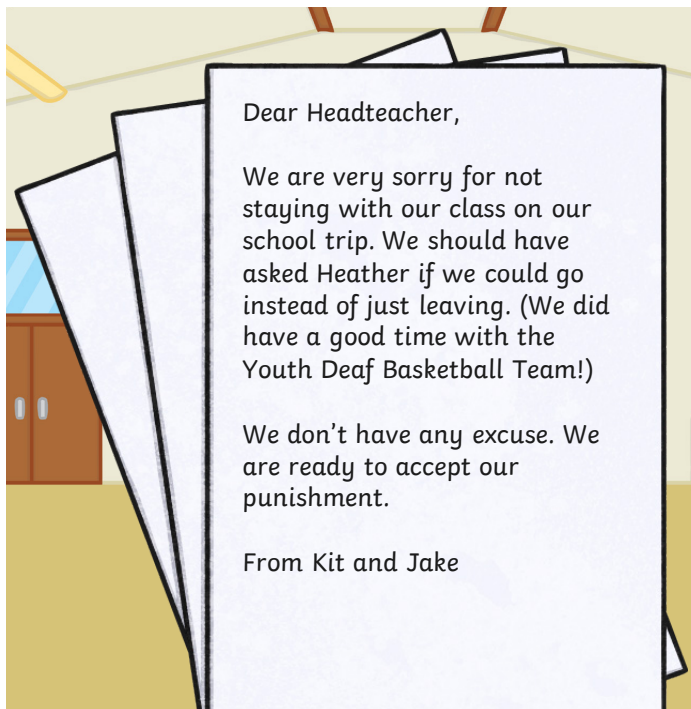 Dear Headteacher,
We are very sorry for not
staying with our class on our
school trip. We should have
asked Heather if we could go
instead of just leaving. (We did
have a good time with the
Youth Deaf Basketball Team!)
We don’t have any excuse. We
are ready to accept our
punishment.
From Kit and Jake